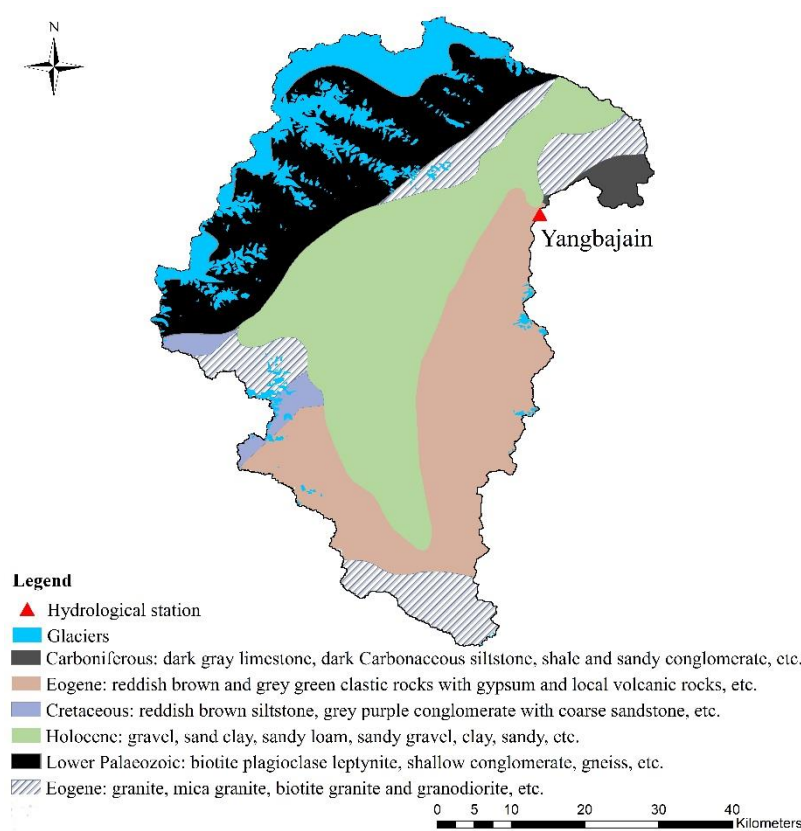 N
Yangbajain
Legend
Hydrological station
Glaciers
Carboniferous: dark gray limestone, dark Carbonaceous siltstone, shale and sandy conglomerate, etc.
Eogene: reddish brown and grey green clastic rocks with gypsum and local volcanic rocks, etc.
Cretaceous: reddish brown siltstone, grey purple conglomerate with coarse sandstone, etc.
Holocene: gravel, sand clay, sandy loam, sandy gravel, clay, sandy, etc.
Lower Palaeozoic: biotite plagioclase leptynite, shallow conglomerate, gneiss, etc.
Eogene: granite, mica granite, biotite granite and granodiorite, etc.
0 5 10 20 30 40
Kilometers